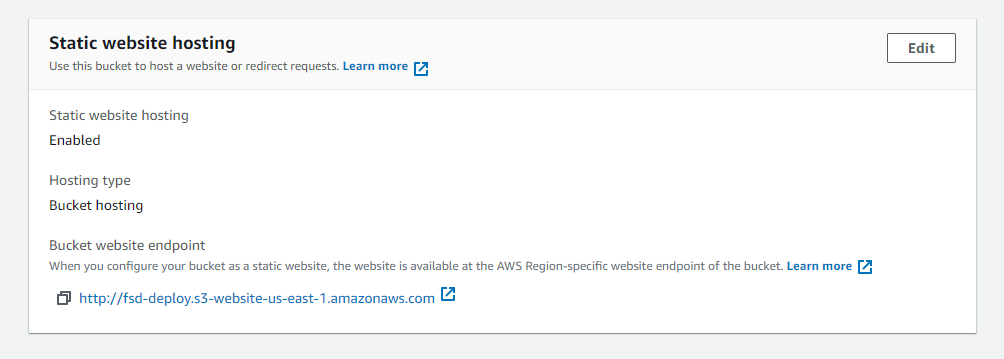 Static website hosting
Edit
Use this bucket to host a website or redirect requests. Learn more
Static website hosting
Enabled
Hosting type
Bucket hosting
Bucket website endpoint
When you configure your bucket as a static website, the website is available at the AWS Region-specific website endpoint of the bucket. Learn more
http://fsd-deploy.s3-website-us-east-1.amazonaws.com